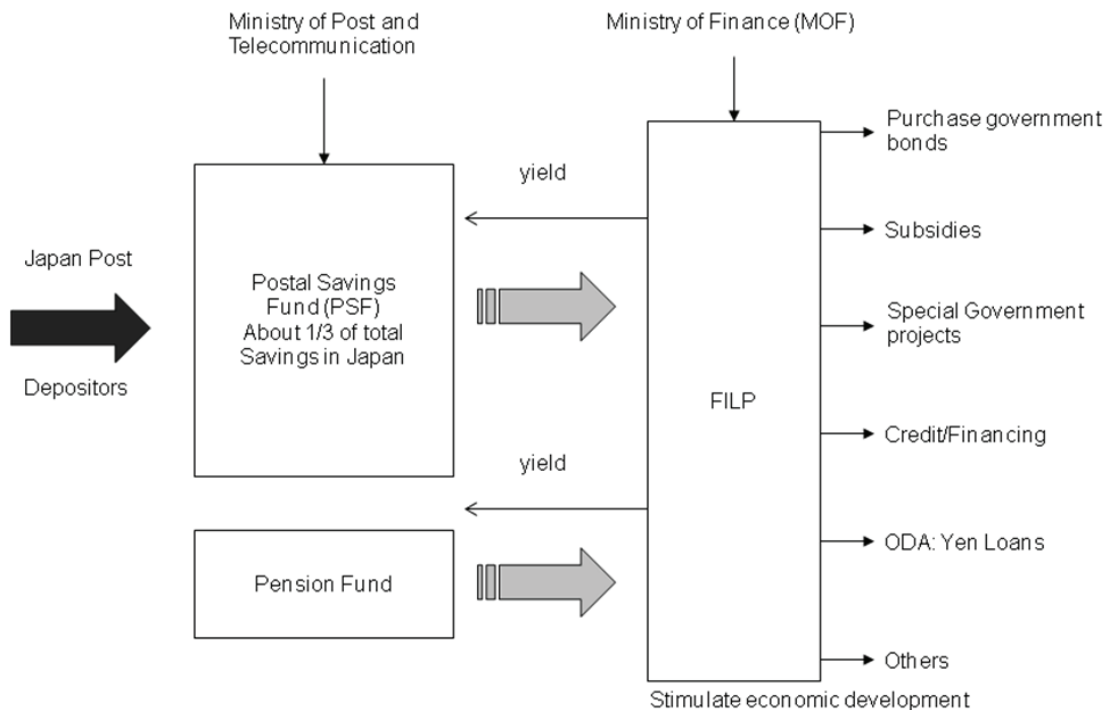 Ministry of Post and
Telecommunication
Ministry of Finance (MOF)
Japan Post
Depositors
Postal Savings
Fund (PSF)
About 1/3 of total
Savings in Japan
Pension Fund
yield
yield
FILP
Purchase government
bonds
Subsidies
Special Government
projects
Credit/Financing
ODA: Yen Loans
Others
Stimulate economic development